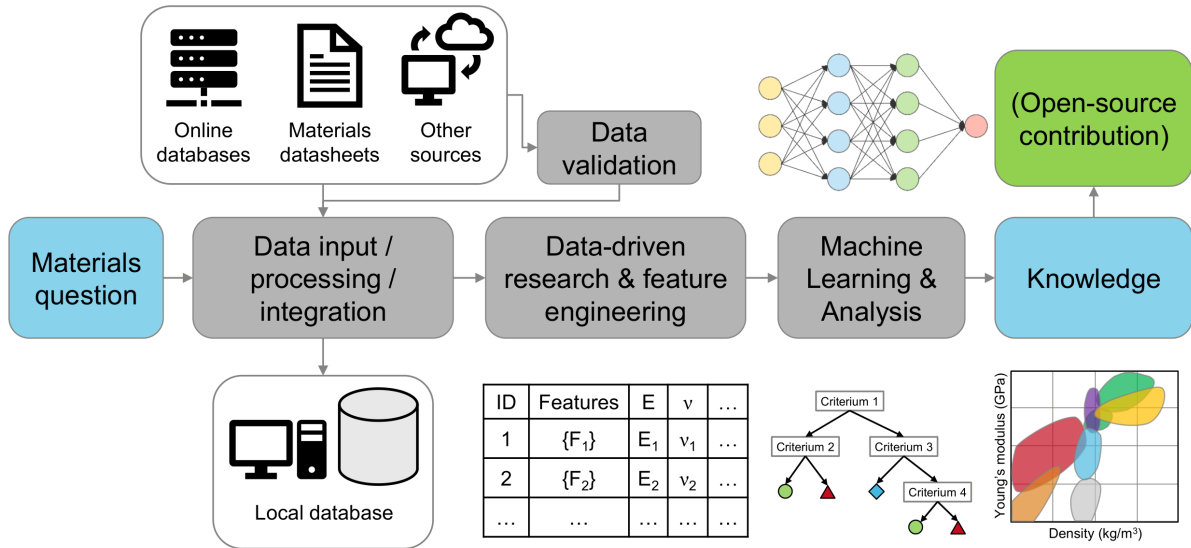 Online
databases
Materials
datasheets
Other
sources
Data
validation
(Open-source
contribution)
Materials
question
Data input /
processing /
integration
Data-driven
research & feature
engineering
Machine
Learning &
Analysis
Knowledge
Local database
ID Features E ν ...
1 {F₁} E₁ ν₁ ...
2 {F₂} E₂ ν₂ ...
... ... ... ... ...
Criterium 1
Criterium 2
Criterium 3
Criterium 4
Young's modulus (GPa)
Density (kg/m³)